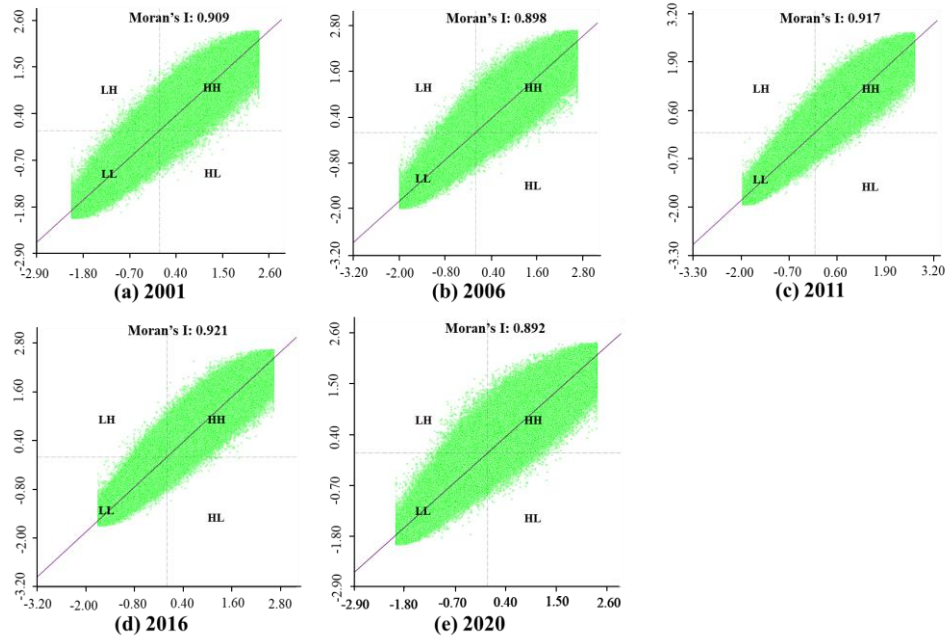 Moran's I: 0.909
2.60
1.50
0.40
-0.70
-1.80
-2.90
LH
HH
LL
HL
-2.90 -1.80 -0.70 0.40 1.50 2.60
(a) 2001
Moran's I: 0.898
2.80
1.60
0.40
-0.80
-2.00
-3.20
LH
HH
LL
HL
-3.20 -2.00 -0.80 0.40 1.60 2.80
(b) 2006
Moran's I: 0.917
3.20
1.90
0.60
-0.70
-2.00
-3.30
LH
HH
LL
HL
-3.30 -2.00 -0.70 0.60 1.90 3.20
(c) 2011
Moran's I: 0.921
2.80
1.60
0.40
-0.80
-2.00
-3.20
LH
HH
LL
HL
-3.20 -2.00 -0.80 0.40 1.60 2.80
(d) 2016
Moran's I: 0.892
2.60
1.50
0.40
-0.70
-1.80
-2.90
LH
HH
LL
HL
-2.90 -1.80 -0.70 0.40 1.50 2.60
(e) 2020